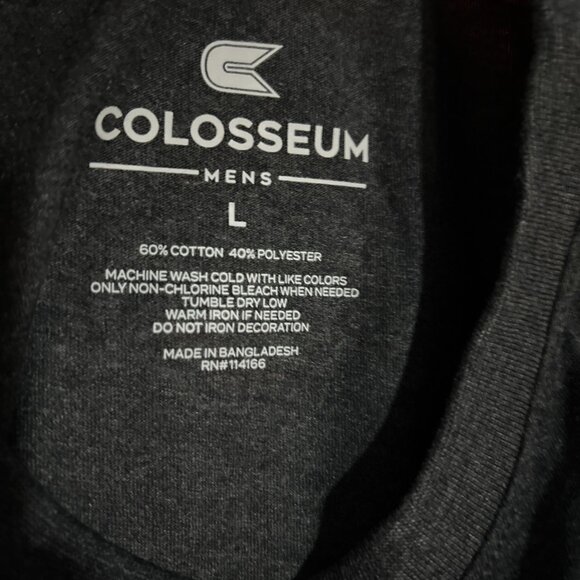 COLOSSEUM
MENS
L
60% COTTON 40% POLYESTER
MACHINE WASH COLD WITH LIKE COLORS
ONLY NON-CHLORINE BLEACH WHEN NEEDED
TUMBLE DRY LOW
WARM IRON IF NEEDED
DO NOT IRON DECORATION
MADE IN BANGLADESH
RN#114166